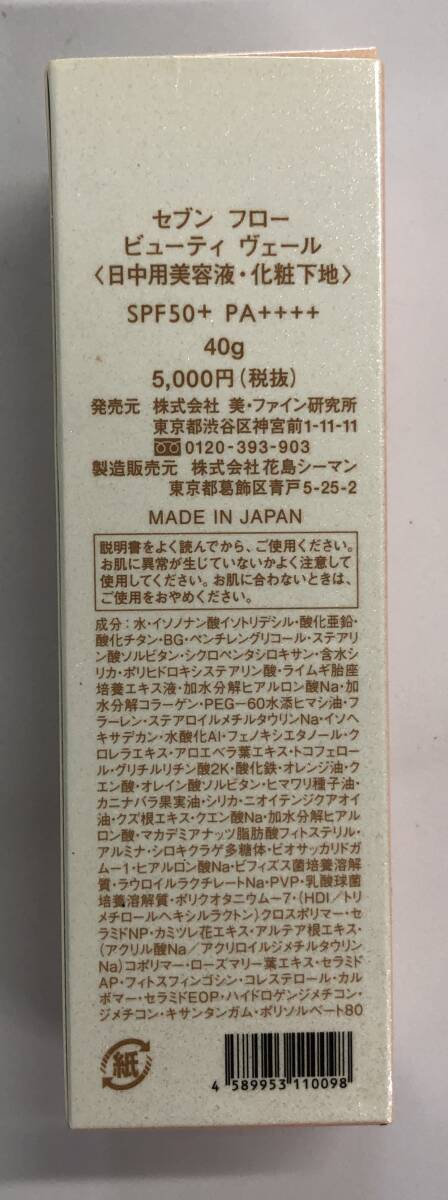 セブン フロー
ビューティ ヴェール
〈日中用美容液・化粧下地〉
SPF50+ PA++++
40g
5,000円（税抜）
発売元 株式会社 美・ファイン研究所
東京都渋谷区神宮前1-11-11
0120-393-903
製造販売元 株式会社花島シーマン
東京都葛飾区青戸5-25-2
MADE IN JAPAN
説明書をよく読んでから、ご使用ください。
お肌に異常が生じていないかよく注意して
使用してください。お肌に合わないときは、
ご使用をおやめください。
成分：水・イソノナン酸イソトリデシル・酸化亜鉛・
酸化チタン・BG・ペンチレングリコール・ステアリ
ン酸ソルビタン・シクロペンタシロキサン・含水シ
リカ・ポリヒドロキシステアリン酸・ライムギ胎座
培養エキス液・加水分解ヒアルロン酸Na・加
水分解コラーゲン・PEG-60水添ヒマシ油・フ
ラーレン・ステアロイルメチルタウリンNa・イソヘ
キサデカン・水酸化Al・フェノキシエタノール・ク
ロレラエキス・アロエベラ葉エキス・トコフェロー
ル・グリチルリチン酸2K・酸化鉄・オレンジ油・ク
エン酸・オレイン酸ソルビタン・ヒマワリ種子油・
カニナバラ果実油・シリカ・ニオイテンジクアオイ
油・クズ根エキス・クエン酸Na・加水分解ヒアル
ロン酸・マカデミアナッツ脂肪酸フィトステリル・
アルミナ・シロキクラゲ多糖体・ビオサッカリドガ
ム-1・ヒアルロン酸Na・ビフィズス菌培養溶解
質・ラウロイルラクチレートNa・PVP・乳酸球菌
培養溶解質・ポリクオタニウム-7・（HDI／トリ
メチロールヘキシルラクトン）クロスポリマー・セ
ラミドNP・カミツレ花エキス・アルテア根エキス・
（アクリル酸Na／アクリロイルジメチルタウリン
Na）コポリマー・ローズマリー葉エキス・セラミド
AP・フィトスフィンゴシン・コレステロール・カル
ボマー・セラミドEOP・ハイドロゲンジメチコン・
ジメチコン・キサンタンガム・ポリソルベート80
紙
4 589953 110098